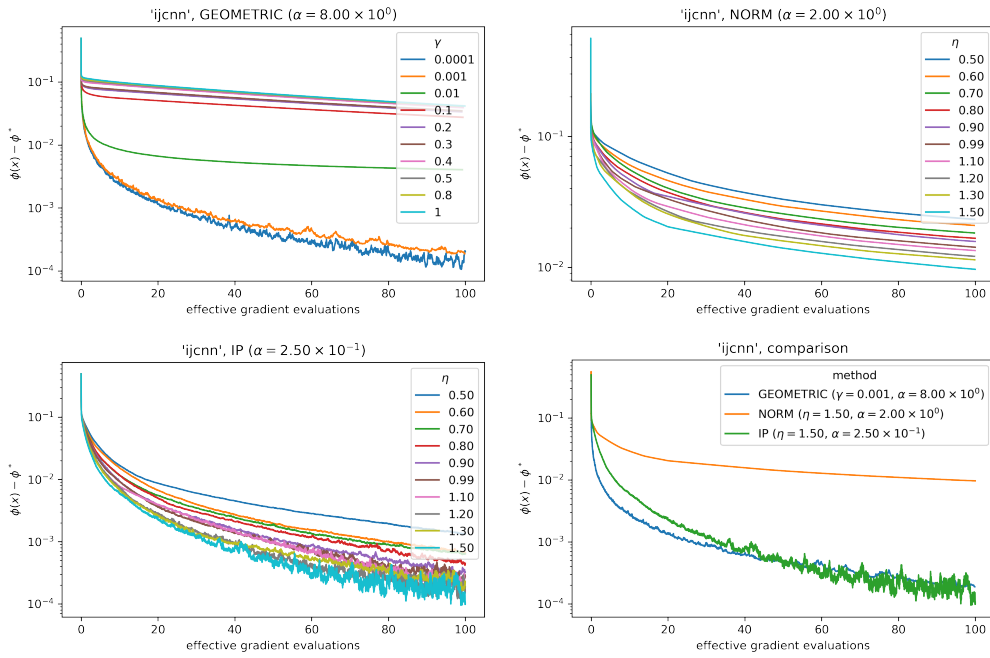 'ijcnn', GEOMETRIC (α = 8.00 × 10⁰)
ϕ(x) − ϕ*
10⁻¹
10⁻²
10⁻³
10⁻⁴
γ
0.0001
0.001
0.01
0.1
0.2
0.3
0.4
0.5
0.8
1
0 20 40 60 80 100
effective gradient evaluations
'ijcnn', NORM (α = 2.00 × 10⁰)
ϕ(x) − ϕ*
10⁻¹
10⁻²
η
0.50
0.60
0.70
0.80
0.90
0.99
1.10
1.20
1.30
1.50
0 20 40 60 80 100
effective gradient evaluations
'ijcnn', IP (α = 2.50 × 10⁻¹)
ϕ(x) − ϕ*
10⁻¹
10⁻²
10⁻³
10⁻⁴
η
0.50
0.60
0.70
0.80
0.90
0.99
1.10
1.20
1.30
1.50
0 20 40 60 80 100
effective gradient evaluations
'ijcnn', comparison
ϕ(x) − ϕ*
10⁻¹
10⁻²
10⁻³
10⁻⁴
method
GEOMETRIC (γ = 0.001, α = 8.00 × 10⁰)
NORM (η = 1.50, α = 2.00 × 10⁰)
IP (η = 1.50, α = 2.50 × 10⁻¹)
0 20 40 60 80 100
effective gradient evaluations